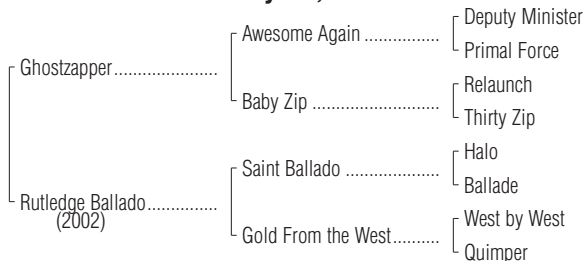 Deputy Minister
Awesome Again ................
Primal Force
Ghostzapper......................
Relaunch
Baby Zip ...........................
Thirty Zip
Halo
Saint Ballado ....................
Ballade
Rutledge Ballado...............
(2002)
West by West
Gold From the West..........
Quimper